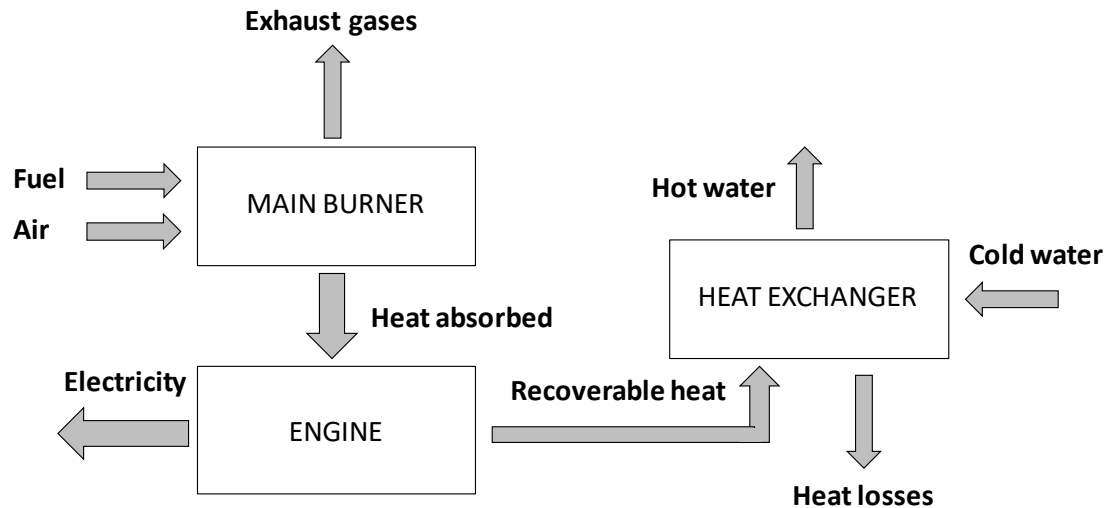 Exhaust gases
Fuel
MAIN BURNER
Air
Hot water
Cold water
HEAT EXCHANGER
Heat absorbed
Electricity
Recoverable heat
ENGINE
Heat losses